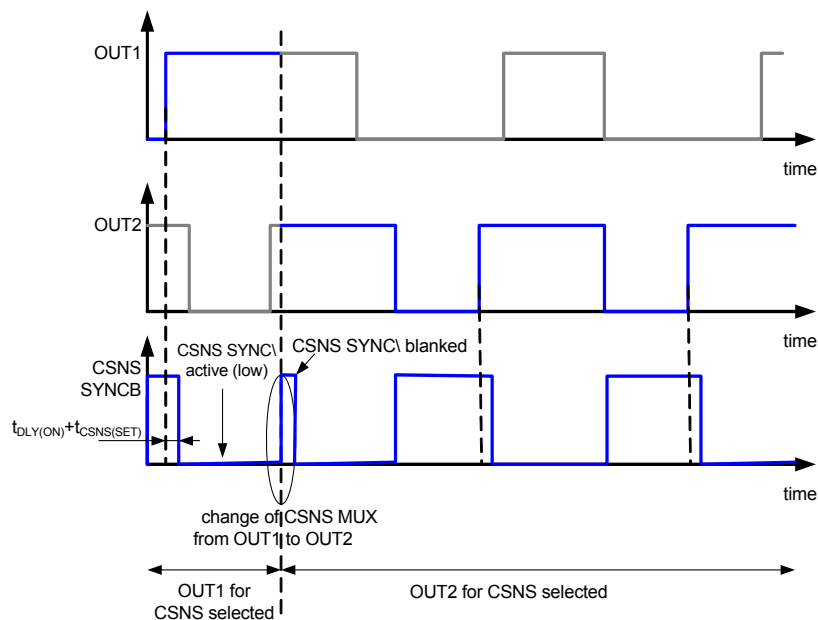 OUT1
time
OUT2
time
CSNS SYNC\
active (low)
CSNS SYNC\ blanked
CSNS
SYNCB
tDLY(ON)+tCSNS(SET)
time
change of CSNS MUX
from OUT1 to OUT2
OUT1 for
CSNS selected
OUT2 for CSNS selected